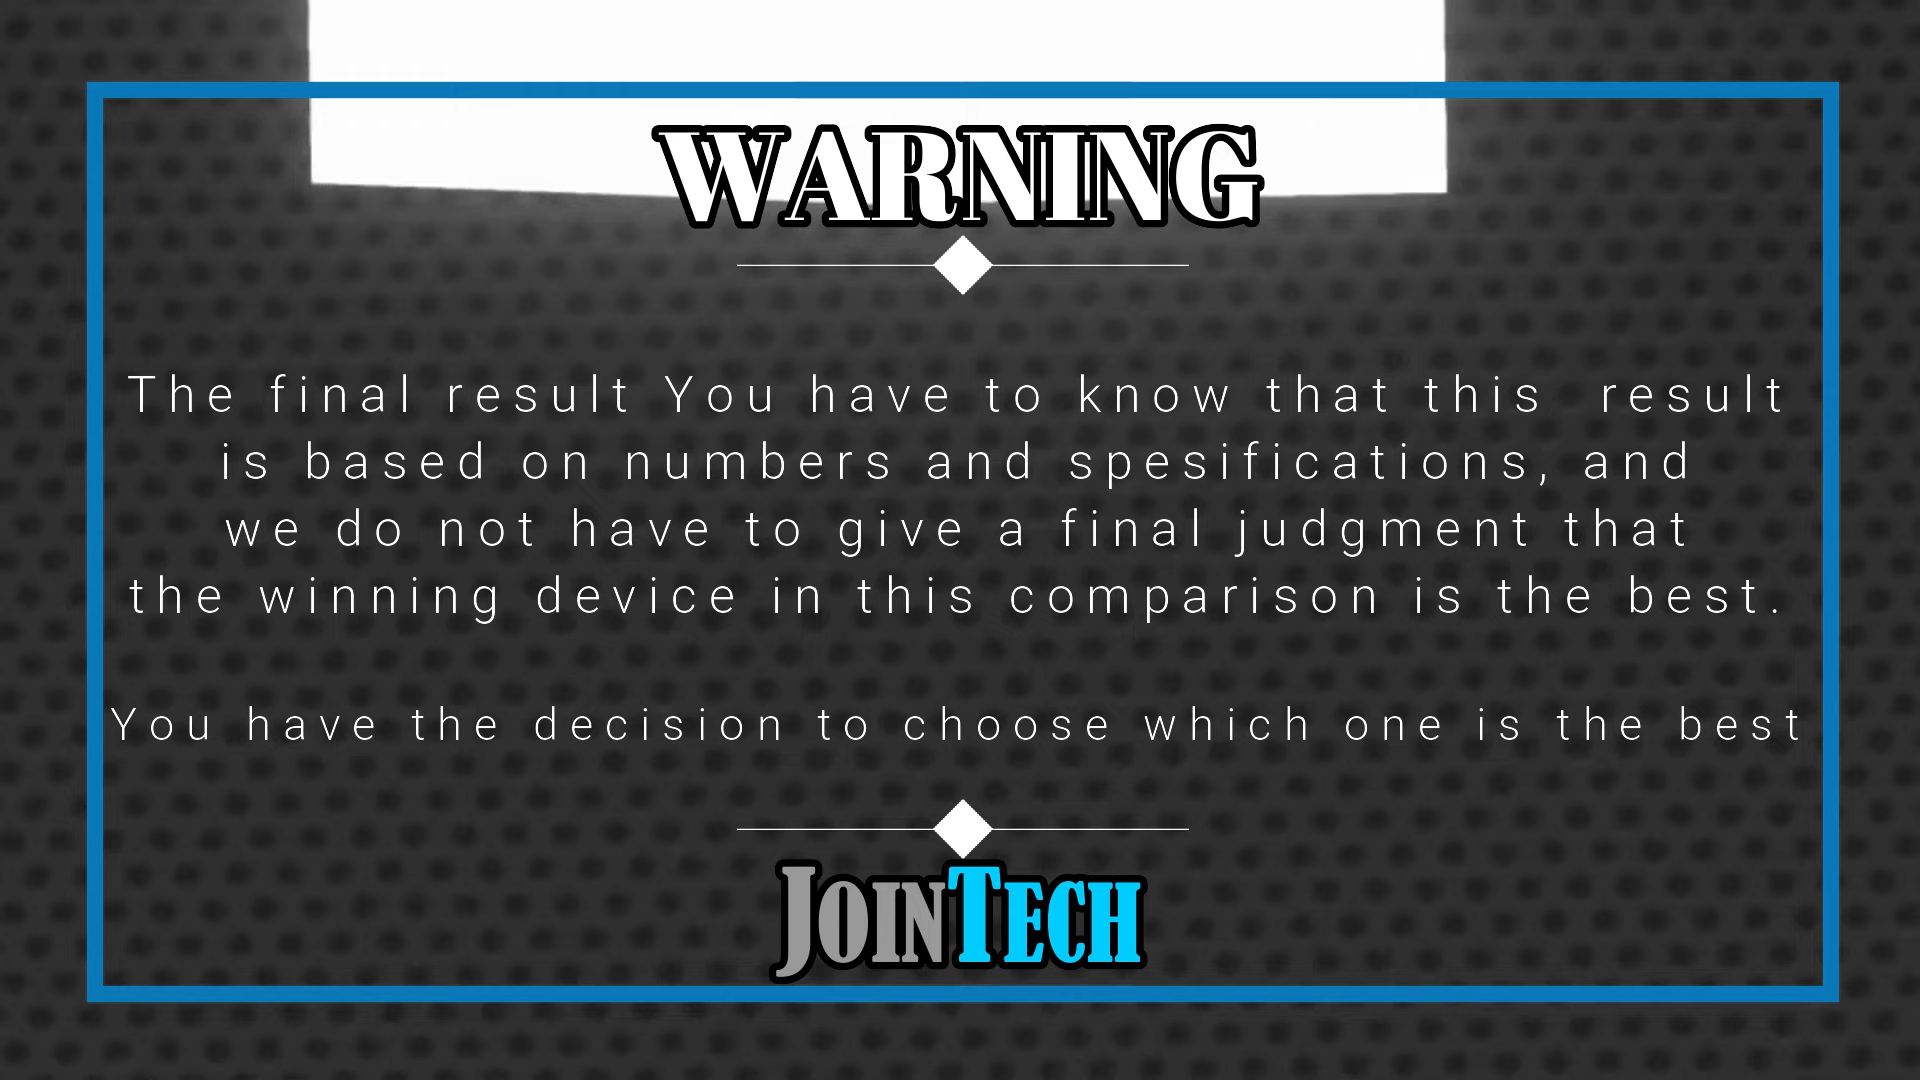 WARNING
The final result You have to know that this  result
is based on numbers and spesifications, and
we do not have to give a final judgment that
the winning device in this comparison is the best.
You have the decision to choose which one is the best
JOINTECH